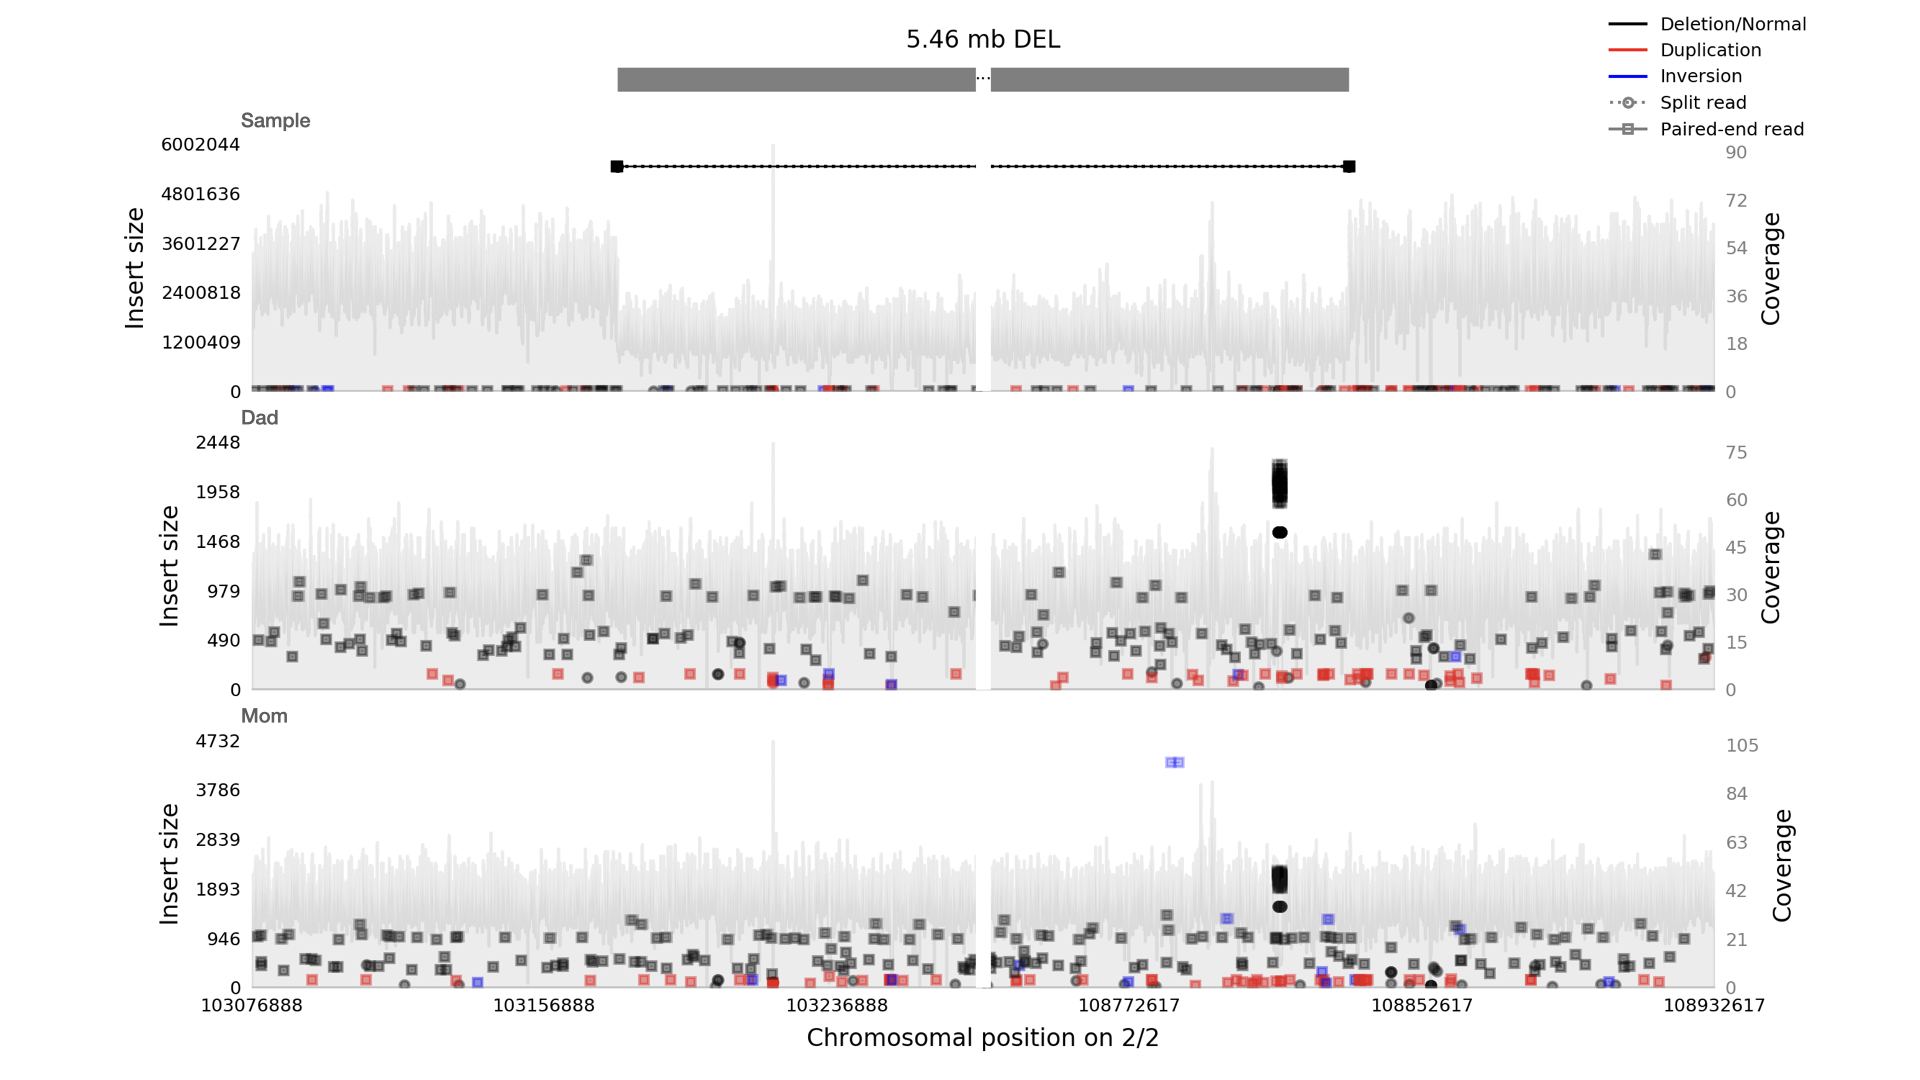 5.46 mb DEL
Deletion/Normal
Duplication
Inversion
Split read
Paired-end read
Sample
6002044
4801636
3601227
2400818
1200409
0
Insert size
90
72
54
36
18
0
Coverage
Dad
2448
1958
1468
979
490
0
Insert size
75
60
45
30
15
0
Coverage
Mom
4732
3786
2839
1893
946
0
Insert size
105
84
63
42
21
0
Coverage
103076888 103156888 103236888 108772617 108852617 108932617
Chromosomal position on 2/2